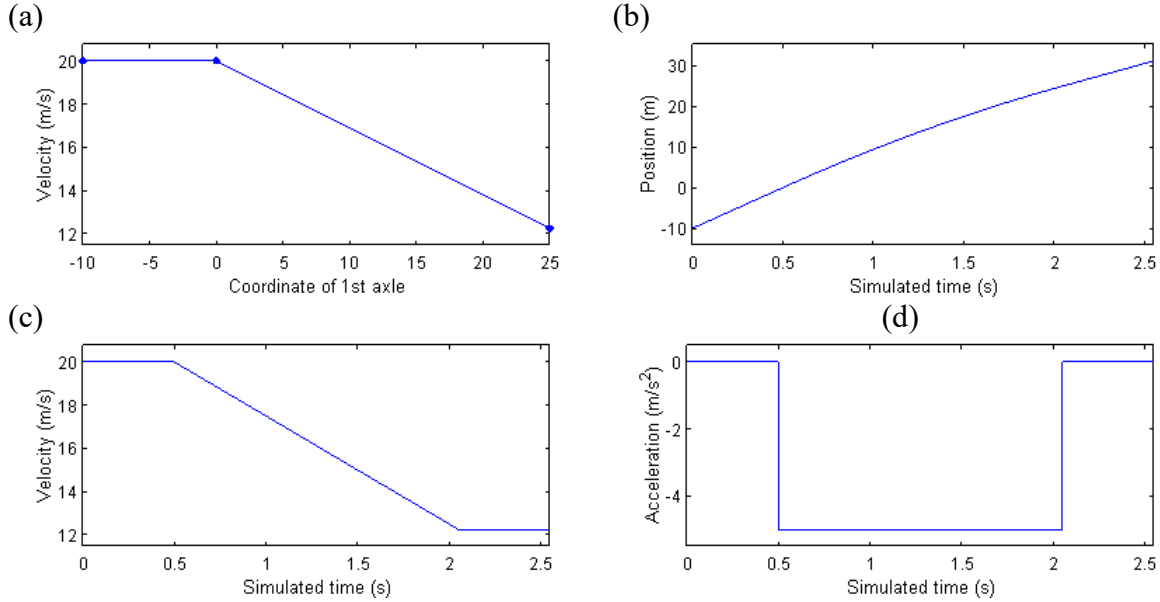 (a)
20
18
16
14
12
Velocity (m/s)
-10 -5 0 5 10 15 20 25
Coordinate of 1st axle
(b)
30
20
10
0
-10
Position (m)
0 0.5 1 1.5 2 2.5
Simulated time (s)
(c)
20
18
16
14
12
Velocity (m/s)
0 0.5 1 1.5 2 2.5
Simulated time (s)
(d)
0
-2
-4
Acceleration (m/s²)
0 0.5 1 1.5 2 2.5
Simulated time (s)